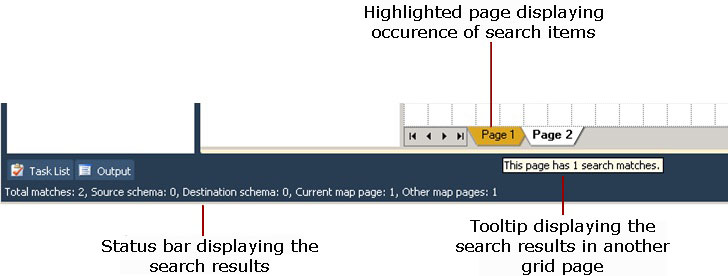 Highlighted page displaying
occurence of search items
Page 1
Page 2
This page has 1 search matches.
Task List
Output
Total matches: 2, Source schema: 0, Destination schema: 0, Current map page: 1, Other map pages: 1
Status bar displaying the
search results
Tooltip displaying the
search results in another
grid page